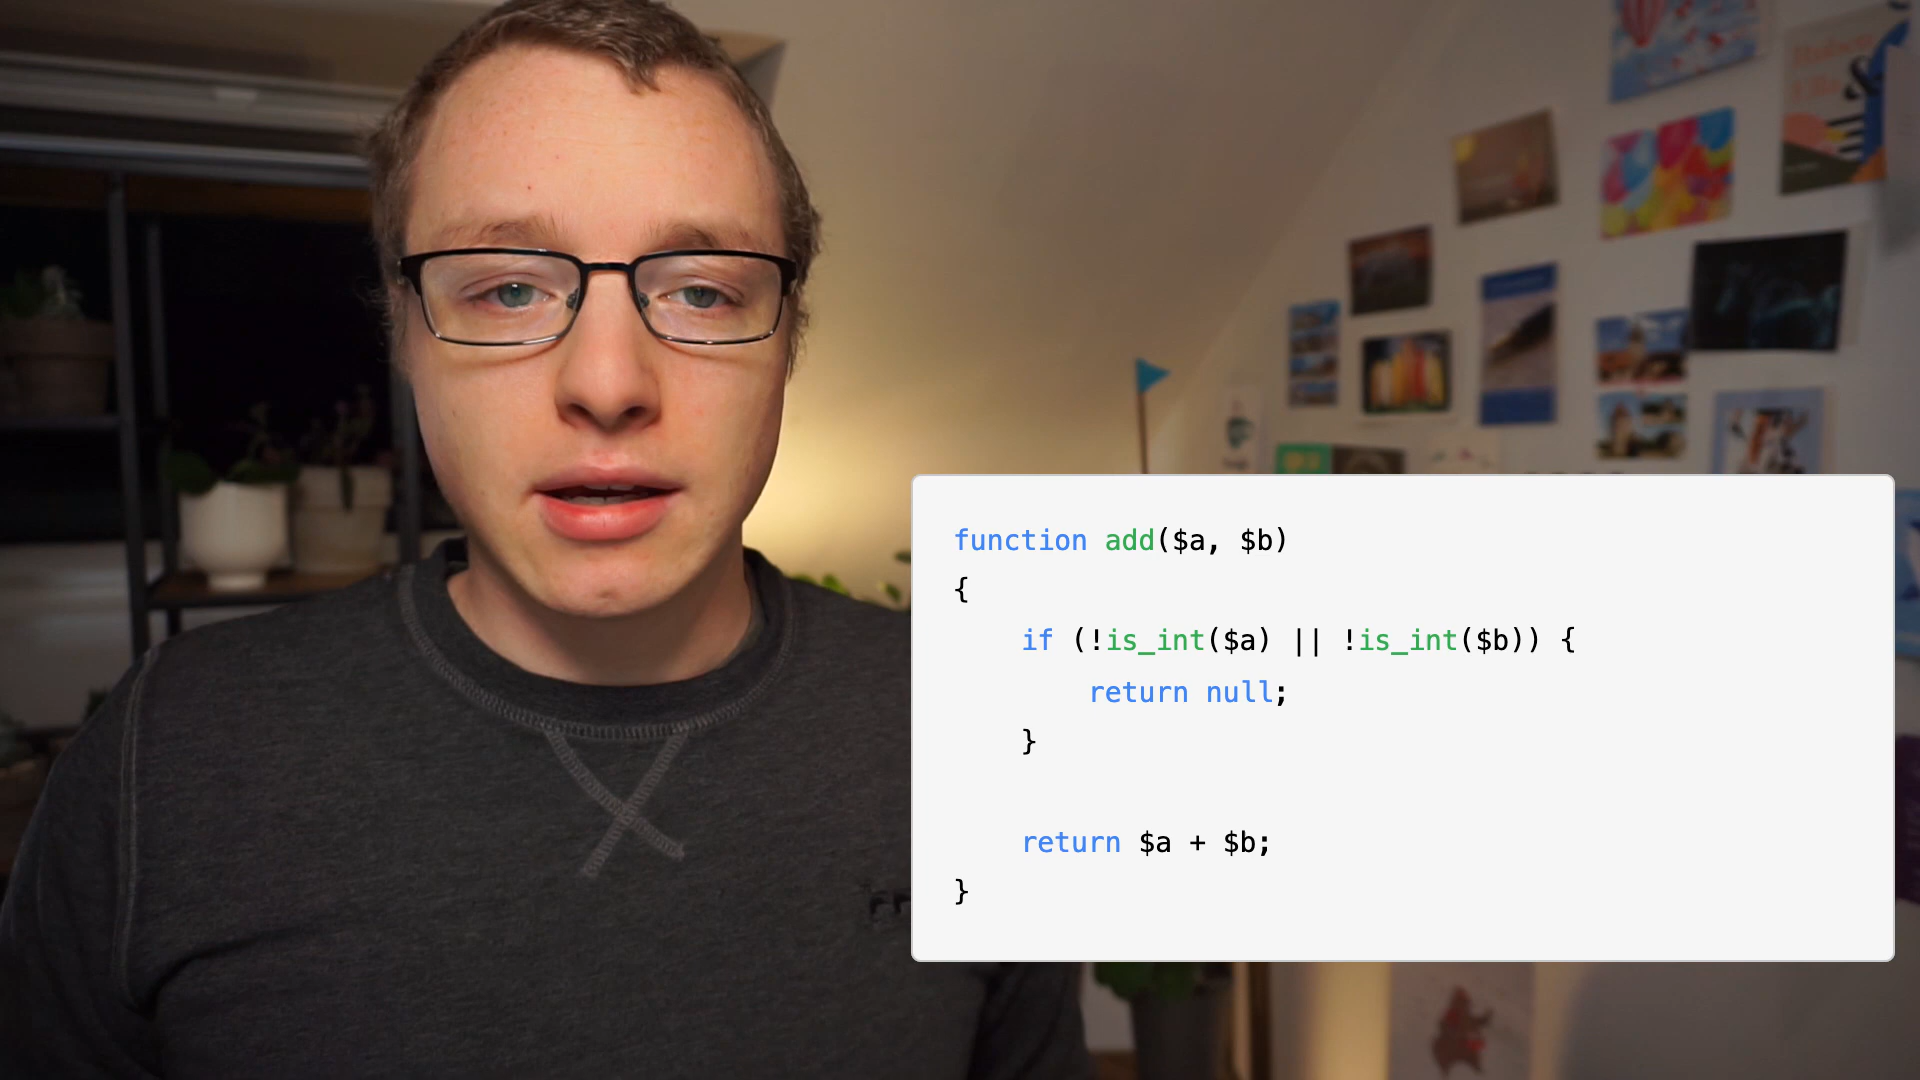 function add($a, $b)
{
    if (!is_int($a) || !is_int($b)) {
        return null;
    }

    return $a + $b;
}